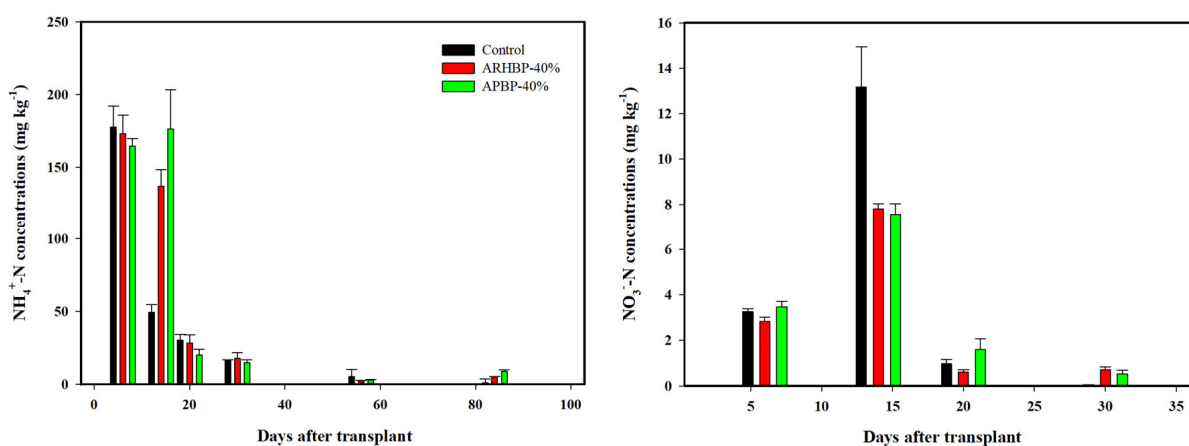 250
200
150
100
50
0
NH₄⁺-N concentrations (mg kg⁻¹)
Control
ARHBP-40%
APBP-40%
0 20 40 60 80 100
Days after transplant
16
14
12
10
8
6
4
2
0
NO₃⁻-N concentrations (mg kg⁻¹)
5 10 15 20 25 30 35
Days after transplant